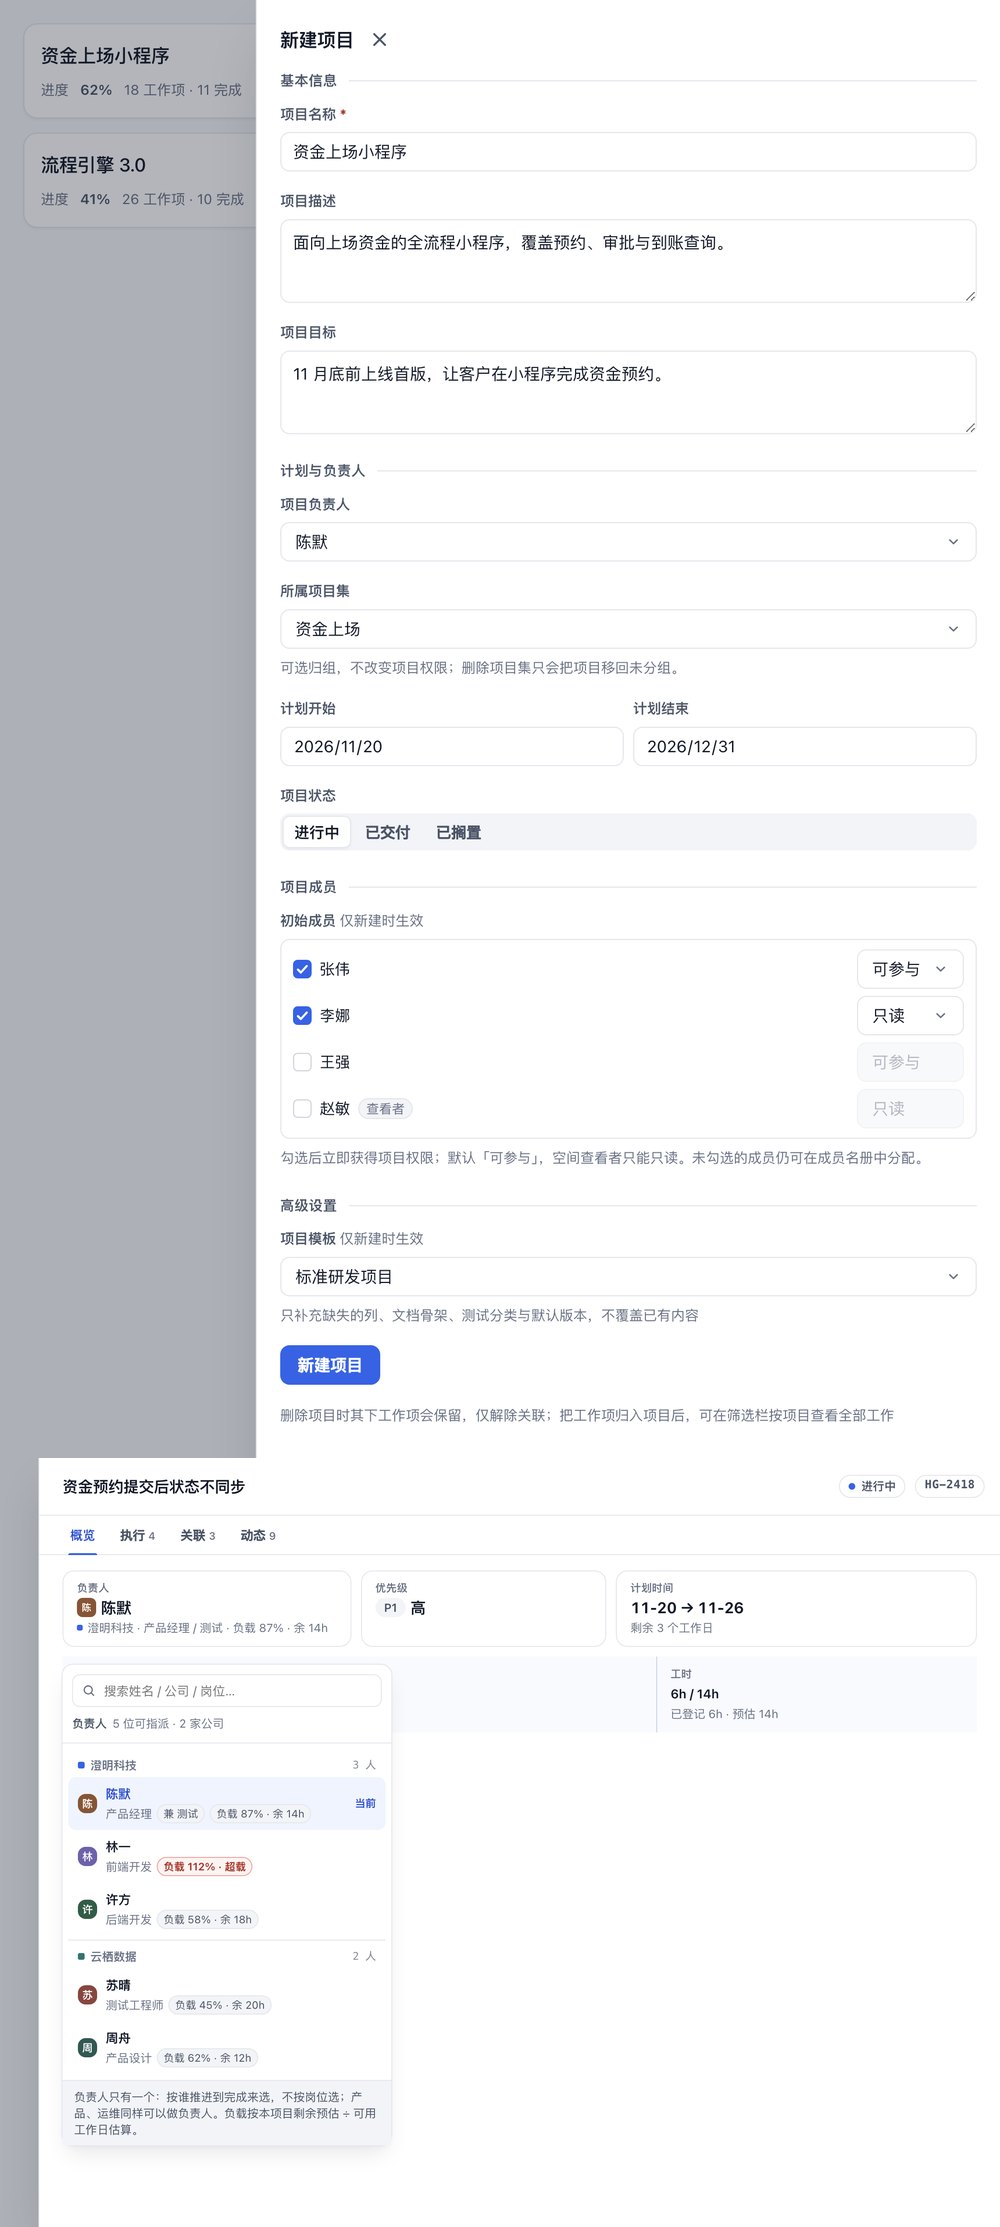 资金上场小程序
进度 62% 18 工作项 · 11 完成
流程引擎 3.0
进度 41% 26 工作项 · 10 完成
新建项目
基本信息
项目名称 *
资金上场小程序
项目描述
面向上场资金的全流程小程序，覆盖预约、审批与到账查询。
项目目标
11 月底前上线首版，让客户在小程序完成资金预约。
计划与负责人
项目负责人
陈默
所属项目集
资金上场
可选归组，不改变项目权限；删除项目集只会把项目移回未分组。
计划开始 计划结束
2026/11/20 2026/12/31
项目状态
进行中 已交付 已搁置
项目成员
初始成员 仅新建时生效
张伟 可参与
李娜 只读
王强 可参与
赵敏 查看者 只读
勾选后立即获得项目权限；默认「可参与」，空间查看者只能只读。未勾选的成员仍可在成员名册中分配。
高级设置
项目模板 仅新建时生效
标准研发项目
只补充缺失的列、文档骨架、测试分类与默认版本，不覆盖已有内容
新建项目
删除项目时其下工作项会保留，仅解除关联；把工作项归入项目后，可在筛选栏按项目查看全部工作
资金预约提交后状态不同步 进行中 HG-2418
概览 执行 4 关联 3 动态 9
负责人 优先级 计划时间
陈 陈默 P1 高 11-20 → 11-26
澄明科技 · 产品经理 / 测试 · 负载 87% · 余 14h 剩余 3 个工作日
搜索姓名 / 公司 / 岗位...
负责人 5 位可指派 · 2 家公司
工时
6h / 14h
已登记 6h · 预估 14h
澄明科技 3 人
陈 陈默 当前
产品经理 兼 测试 负载 87% · 余 14h
林 林一
前端开发 负载 112% · 超载
许 许方
后端开发 负载 58% · 余 18h
云栖数据 2 人
苏 苏晴
测试工程师 负载 45% · 余 20h
周 周舟
产品设计 负载 62% · 余 12h
负责人只有一个：按谁推进到完成来选，不按岗位选；产
品、运维同样可以做负责人。负载按本项目剩余预估 ÷ 可用
工作日估算。